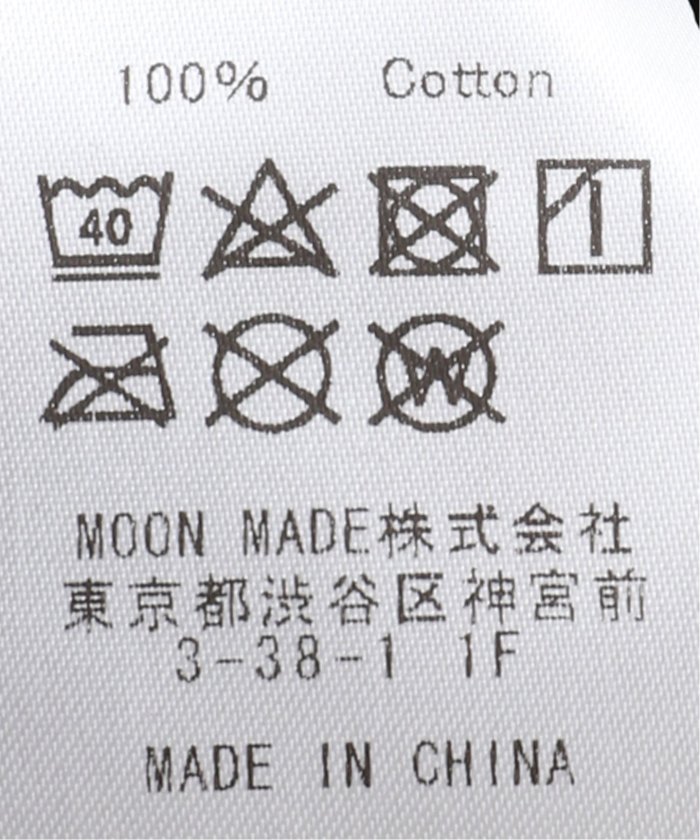 100% Cotton
40
W
MOON MADE株式会社
東京都渋谷区神宮前
3-38-1 1F
MADE IN CHINA